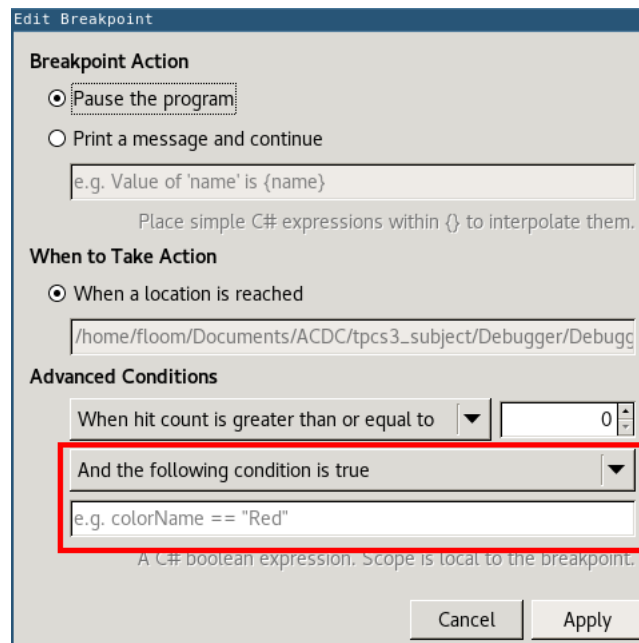 Edit Breakpoint
Breakpoint Action
Pause the program
Print a message and continue
e.g. Value of 'name' is {name}
Place simple C# expressions within {} to interpolate them.
When to Take Action
When a location is reached
/home/floom/Documents/ACDC/tpcs3_subject/Debugger/Debugg
Advanced Conditions
When hit count is greater than or equal to 0
And the following condition is true
e.g. colorName == "Red"
A C# boolean expression. Scope is local to the breakpoint.
Cancel Apply